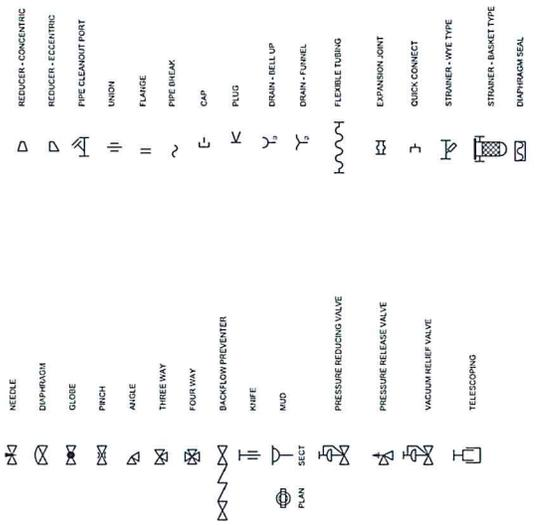 REDUCER - CONCENTRIC
REDUCER - ECCENTRIC
PIPE CLEANOUT PORT
UNION
FLANGE
PIPE BREAK
CAP
PLUG
DRAIN - BELL UP
DRAIN - FUNNEL
FLEXIBLE TUBING
EXPANSION JOINT
QUICK CONNECT
STRAINER - WYE TYPE
STRAINER - BASKET TYPE
DIAPHRAGM SEAL
NEEDLE
DIAPHRAGM
GLOBE
PINCH
ANGLE
THREE WAY
FOUR WAY
BACKFLOW PREVENTER
KNIFE
MUD
PLAN
SECT
PRESSURE REDUCING VALVE
PRESSURE RELEASE VALVE
VACUUM RELIEF VALVE
TELESCOPING